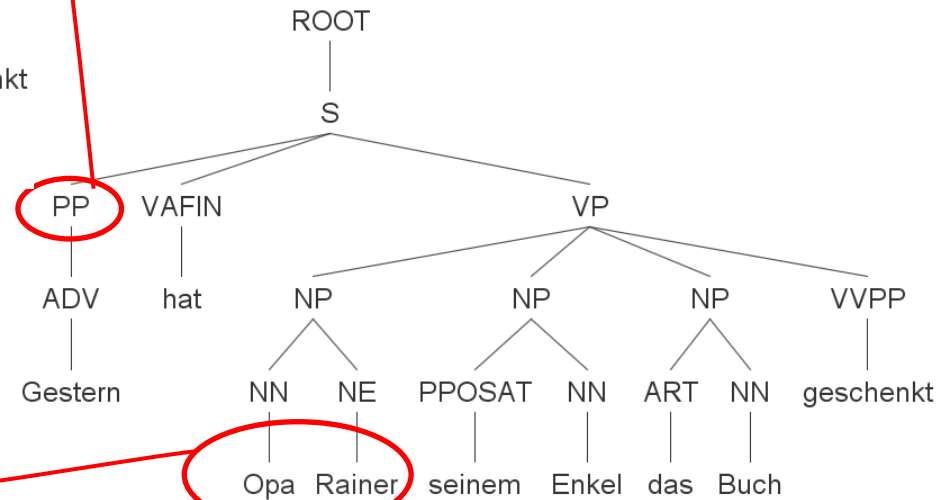 ROOT
nkt
S
PP VAFIN VP
ADV hat NP NP NP VVPP
Gestern NN NE PPOSAT NN ART NN geschenkt
Opa Rainer seinem Enkel das Buch